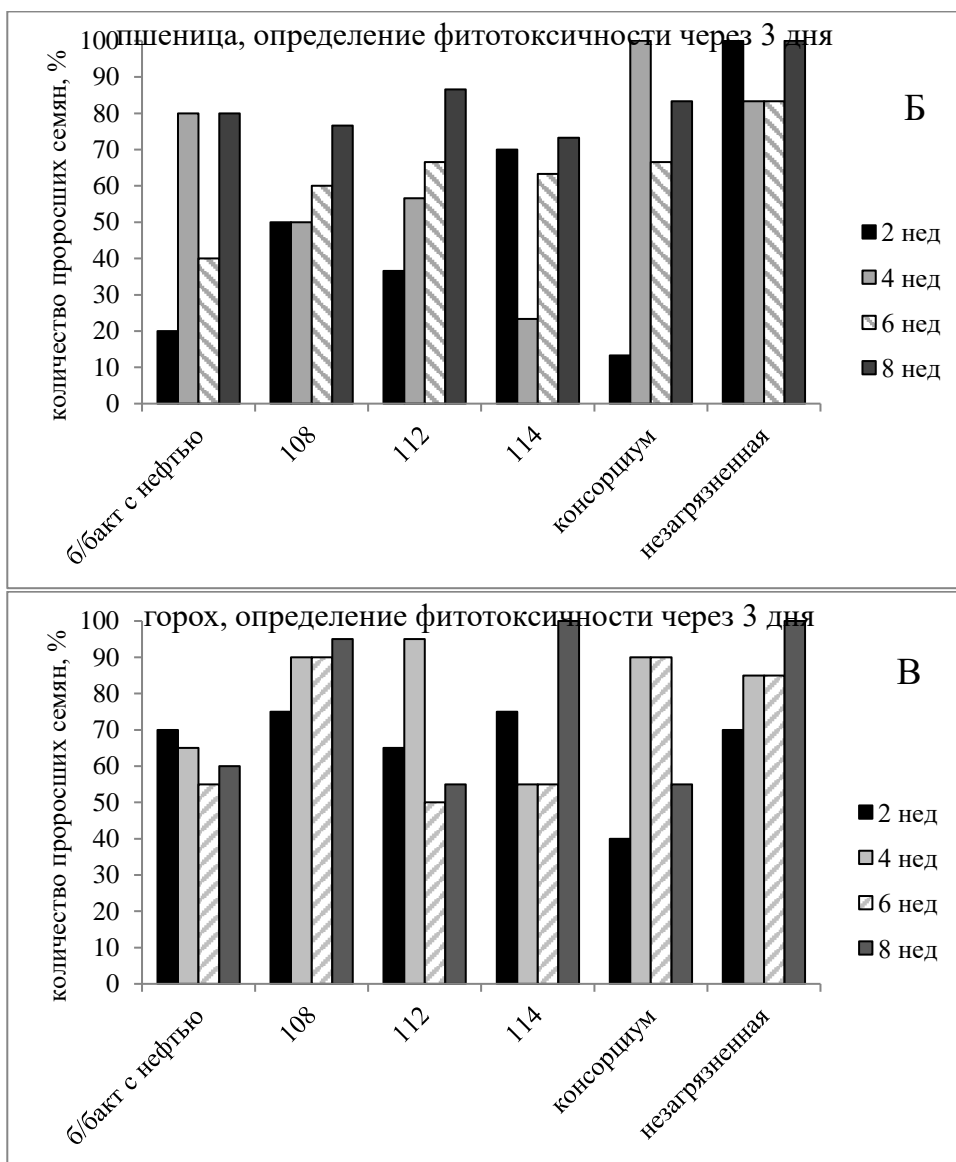 пшеница, определение фитотоксичности через 3 дня
количество проросших семян, %
100
90
80
70
60
50
40
30
20
10
0
б/бакт с нефтью
108
112
114
консорциум
незагрязненная
Б
2 нед
4 нед
6 нед
8 нед
горох, определение фитотоксичности через 3 дня
количество проросших семян, %
100
90
80
70
60
50
40
30
20
10
0
б/бакт с нефтью
108
112
114
консорциум
незагрязненная
В
2 нед
4 нед
6 нед
8 нед